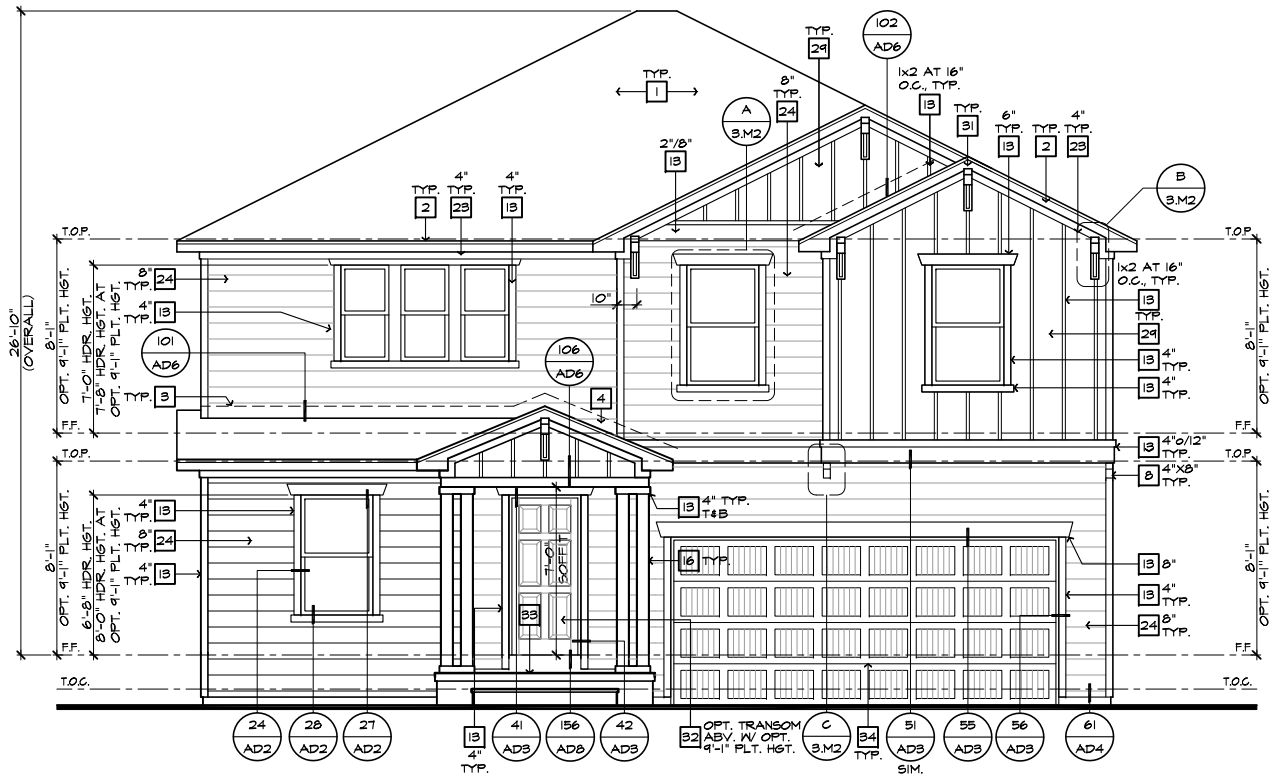 102
AD6
TYP.
29
TYP.
1
1x2 AT 16"
O.C., TYP.
13
8"
TYP.
24
A
3.M2
TYP.
31
6"
TYP.
13
TYP.
2
4"
TYP.
23
2"/8"
13
B
3.M2
TYP.
2
4"
TYP.
23
4"
TYP.
13
T.O.P.
T.O.P.
26'-10"
(OVERALL)
8'-1"
OPT. 9'-1" PLT. HGT.
7'-0" HDR. HGT.
7'-8" HDR. HGT. AT
OPT. 9'-1" PLT. HGT.
8"
24
TYP.
4"
13
TYP.
101
AD6
TYP.
3
10"
106
AD6
4
1x2 AT 16"
O.C., TYP.
13
TYP.
29
13
4"
TYP.
13
4"
TYP.
8'-1"
OPT. 9'-1" PLT. HGT.
F.F.
F.F.
13
4"o/12"
TYP.
T.O.P.
T.O.P.
8
4"X8"
TYP.
8'-1"
OPT. 9'-1" PLT. HGT.
6'-8" HDR. HGT.
8'-0" HDR. HGT. AT
OPT. 9'-1" PLT. HGT.
4"
13
TYP.
8"
24
TYP.
4"
13
TYP.
13
4" TYP.
T&B
7'-0"
SOFFIT
16
TYP.
33
13
8"
13
4"
TYP.
24
8"
TYP.
8'-1"
OPT. 9'-1" PLT. HGT.
F.F.
F.F.
T.O.C.
T.O.C.
24
AD2
28
AD2
27
AD2
13
4"
TYP.
41
AD3
156
AD8
42
AD3
32
OPT. TRANSOM
ABV. W/ OPT.
9'-1" PLT. HGT.
C
3.M2
34
TYP.
51
AD3
SIM.
55
AD3
56
AD3
61
AD4